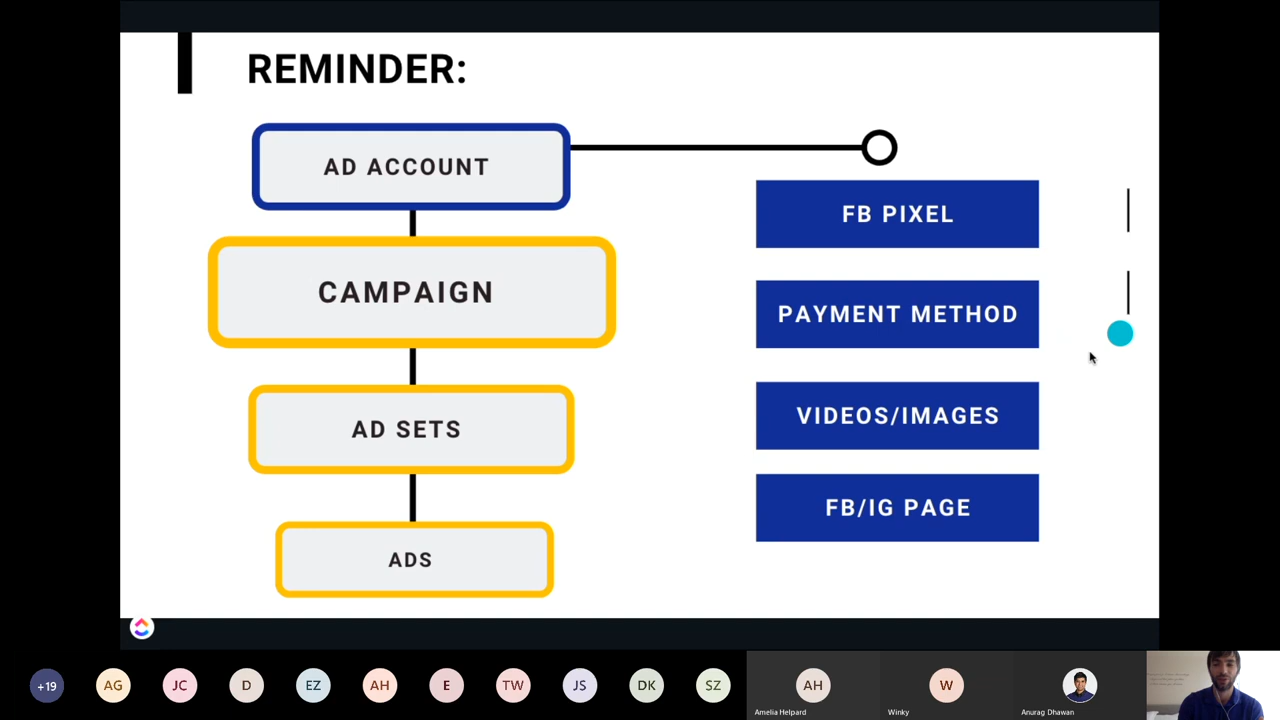 REMINDER:
AD ACCOUNT
CAMPAIGN
AD SETS
ADS
FB PIXEL
PAYMENT METHOD
VIDEOS/IMAGES
FB/IG PAGE
+19
AG
JC
D
EZ
AH
E
TW
JS
DK
SZ
AH
Amelia Helpard
W
Winky
Anurag Dhawan